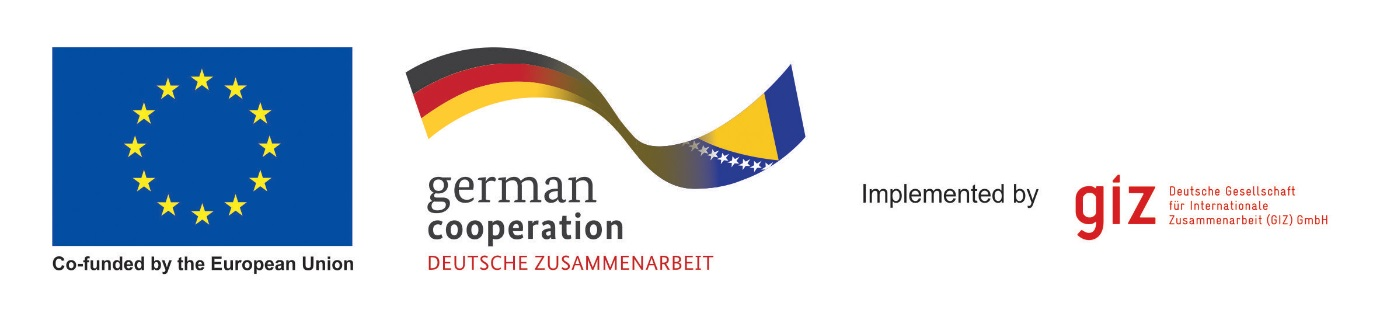 Co-funded by the European Union
german
cooperation
DEUTSCHE ZUSAMMENARBEIT
Implemented by
giz
Deutsche Gesellschaft
für Internationale
Zusammenarbeit (GIZ) GmbH